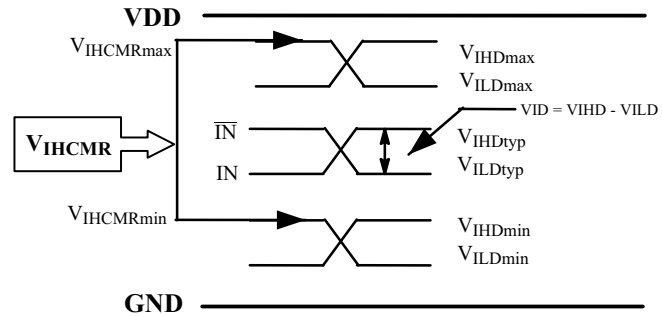 VDD
VIHCMRmax
VIHDmax
VILDmax
VID = VIHD - VILD
VIHCMR
IN
VIHDtyp
IN
VILDtyp
VIHCMRmin
VIHDmin
VILDmin
GND